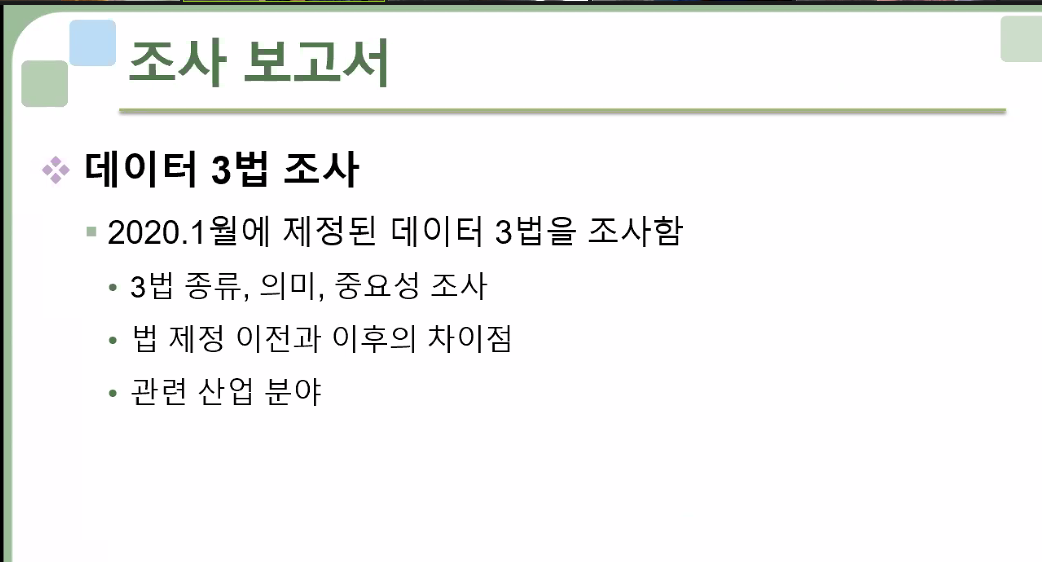 조사 보고서
데이터 3법 조사
2020.1월에 제정된 데이터 3법을 조사함
3법 종류, 의미, 중요성 조사
법 제정 이전과 이후의 차이점
관련 산업 분야